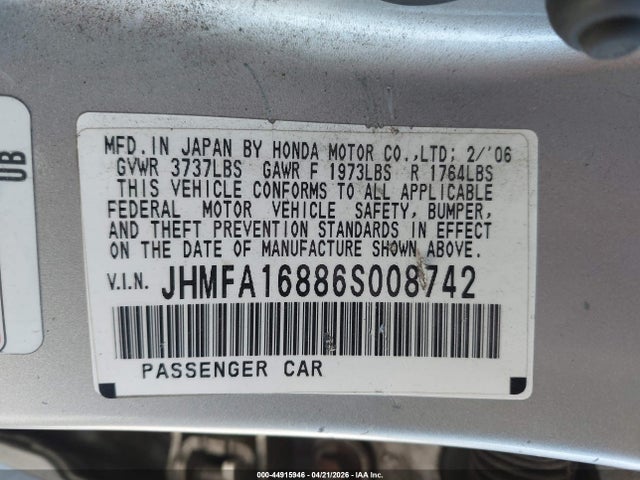 UB
MFD. IN JAPAN BY HONDA MOTOR CO.,LTD; 2/'06
GVWR 3737LBS GAWR F 1973LBS R 1764LBS
THIS VEHICLE CONFORMS TO ALL APPLICABLE
FEDERAL MOTOR VEHICLE SAFETY, BUMPER,
AND THEFT PREVENTION STANDARDS IN EFFECT
ON THE DATE OF MANUFACTURE SHOWN ABOVE.
V.I.N. JHMFA16886S008742
PASSENGER CAR
000-44915946 04/21/2026 IAA Inc.